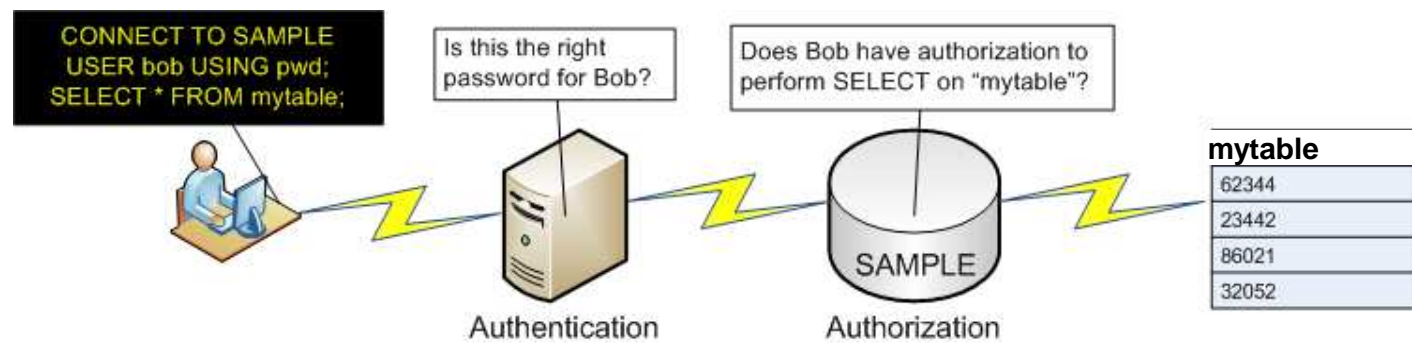 CONNECT TO SAMPLE
USER bob USING pwd;
SELECT * FROM mytable;
Is this the right
password for Bob?
Does Bob have authorization to
perform SELECT on “mytable”?
mytable
62344
23442
86021
32052
SAMPLE
Authentication
Authorization